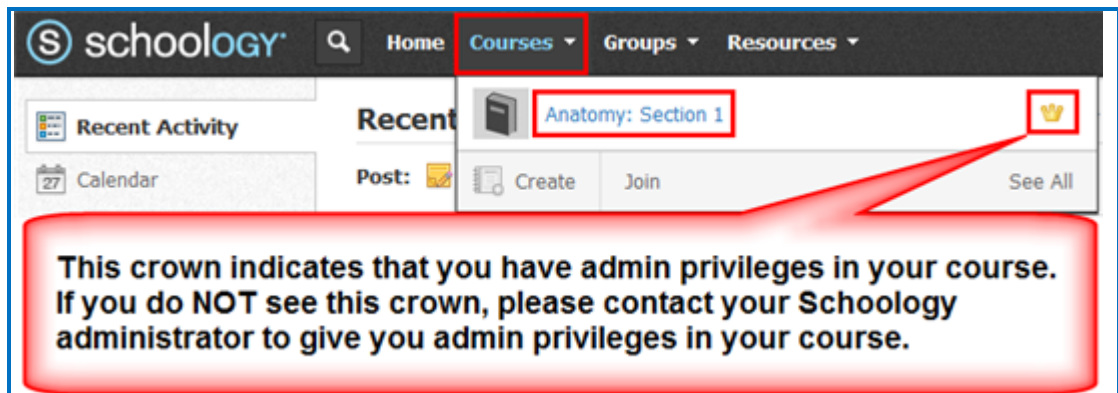 S schoology Home Courses Groups Resources
Recent Activity
Recent
Anatomy: Section 1
27 Calendar
Post:
Create Join See All
This crown indicates that you have admin privileges in your course.
If you do NOT see this crown, please contact your Schoology
administrator to give you admin privileges in your course.